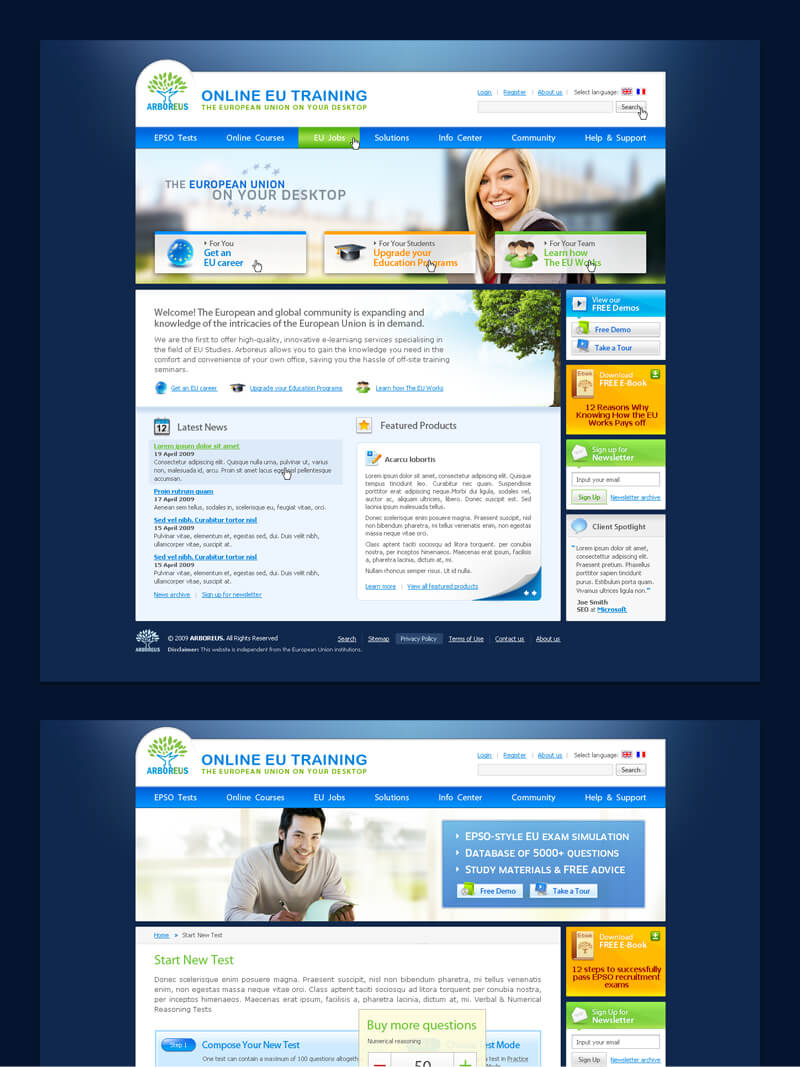 ARBOREUS
ONLINE EU TRAINING
THE EUROPEAN UNION ON YOUR DESKTOP
Login | Register | About us | Select language:
Search
EPSO Tests Online Courses EU Jobs Solutions Info Center Community Help & Support
THE EUROPEAN UNION
ON YOUR DESKTOP
For You
Get an
EU career
For Your Students
Upgrade your
Education Programs
For Your Team
Learn how
The EU Works
Welcome! The European and global community is expanding and
knowledge of the intricacies of the European Union is in demand.
We are the first to offer high-quality, innovative e-learniang services specialising in
the field of EU Studies. Arboreus allows you to gain the knowledge you need in the
comfort and convenience of your own office, saving you the hassle of off-site training
seminars.
Get an EU career Upgrade your Education Programs Learn how The EU Works
View our
FREE Demos
Free Demo
Take a Tour
Download
FREE E-Book
12 Reasons Why
Knowing How the EU
Works Pays off
Sign up for
Newsletter
Input your email
Sign Up Newsletter archive
Client Spotlight
"Lorem ipsum dolor sit amet,
consectettur adipiscing elit.
Praesent pretium. Phasellus
porttitor sapien tincidunt
purus. Estibulum porta quam.
Vivamus ultrices ligula non."
Joe Smith
SEO at Microsoft
12 Latest News
Lorem ipsum dolor sit amet
19 April 2009
Consectetur adipiscing elit. Quisque nulla urna, pulvinar ut, varius
non, malesuada id, arcu. Proin sit amet lacus eget nisl pellentesque
accumsan.
Proin rutrum quam
17 April 2009
Aenean sem tellus, sodales in, scelerisque eu, feugiat vitae, orci.
Sed vel nibh. Curabitur tortor nisl
15 April 2009
Pulvinar vitae, elementum et, egestas sed, dui. Duis velit nibh,
ullamcorper vitae, suscipit at.
Sed vel nibh. Curabitur tortor nisl
15 April 2009
Pulvinar vitae, elementum et, egestas sed, dui. Duis velit nibh,
ullamcorper vitae, suscipit at.
News archive | Sign up for newsletter
Featured Products
Acarcu lobortis
Lorem ipsum dolor sit amet, consectetur adipiscing elit. Quisque
tempus tincidunt leo. Curabitur nec quam. Suspendisse
porttitor erat adipiscing neque.Morbi dui ligula, sodales vel,
auctor ac, aliquam ultricies, libero. Donec suscipit est. Sed
lacinia ipsum malesuada tellus.
Donec scelerisque enim posuere magna. Praesent suscipit, nisl
non bibendum pharetra, mi tellus venenatis enim, non egestas
massa neque vitae orci.
Class aptent taciti sociosqu ad litora torquent. per conubia
nostra, per inceptos himenaeos. Maecenas erat ipsum, facilisis
a, pharetra lacinia, dictum at, mi.
Nullam rhoncus semper risus. Ut id nulla.
Learn more | View all featured products
ARBOREUS
© 2009 ARBOREUS. All Rights Reserved
Disclaimer: This website is independent from the European Union institutions.
Search Sitemap Privacy Policy Terms of Use Contact us About us
ARBOREUS
ONLINE EU TRAINING
THE EUROPEAN UNION ON YOUR DESKTOP
Login | Register | About us | Select language:
Search
EPSO Tests Online Courses EU Jobs Solutions Info Center Community Help & Support
EPSO-STYLE EU EXAM SIMULATION
DATABASE OF 5000+ QUESTIONS
STUDY MATERIALS & FREE ADVICE
Free Demo Take a Tour
Home » Start New Test
Start New Test
Donec scelerisque enim posuere magna. Praesent suscipit, nisl non bibendum pharetra, mi tellus venenatis
enim, non egestas massa neque vitae orci. Class aptent taciti sociosqu ad litora torquent per conubia nostra,
per inceptos himenaeos. Maecenas erat ipsum, facilisis a, pharetra lacinia, dictum at, mi. Verbal & Numerical
Reasoning Tests
Step 1 Compose Your New Test
One test can contain a maximum of 100 questions altogeth
Buy more questions
Numerical reasoning
50
Test Mode
test in Practice
Download
FREE E-Book
12 steps to successfully
pass EPSO recruitment
exams
Sign Up for
Newsletter
Input your email
Sign Up Newsletter archive